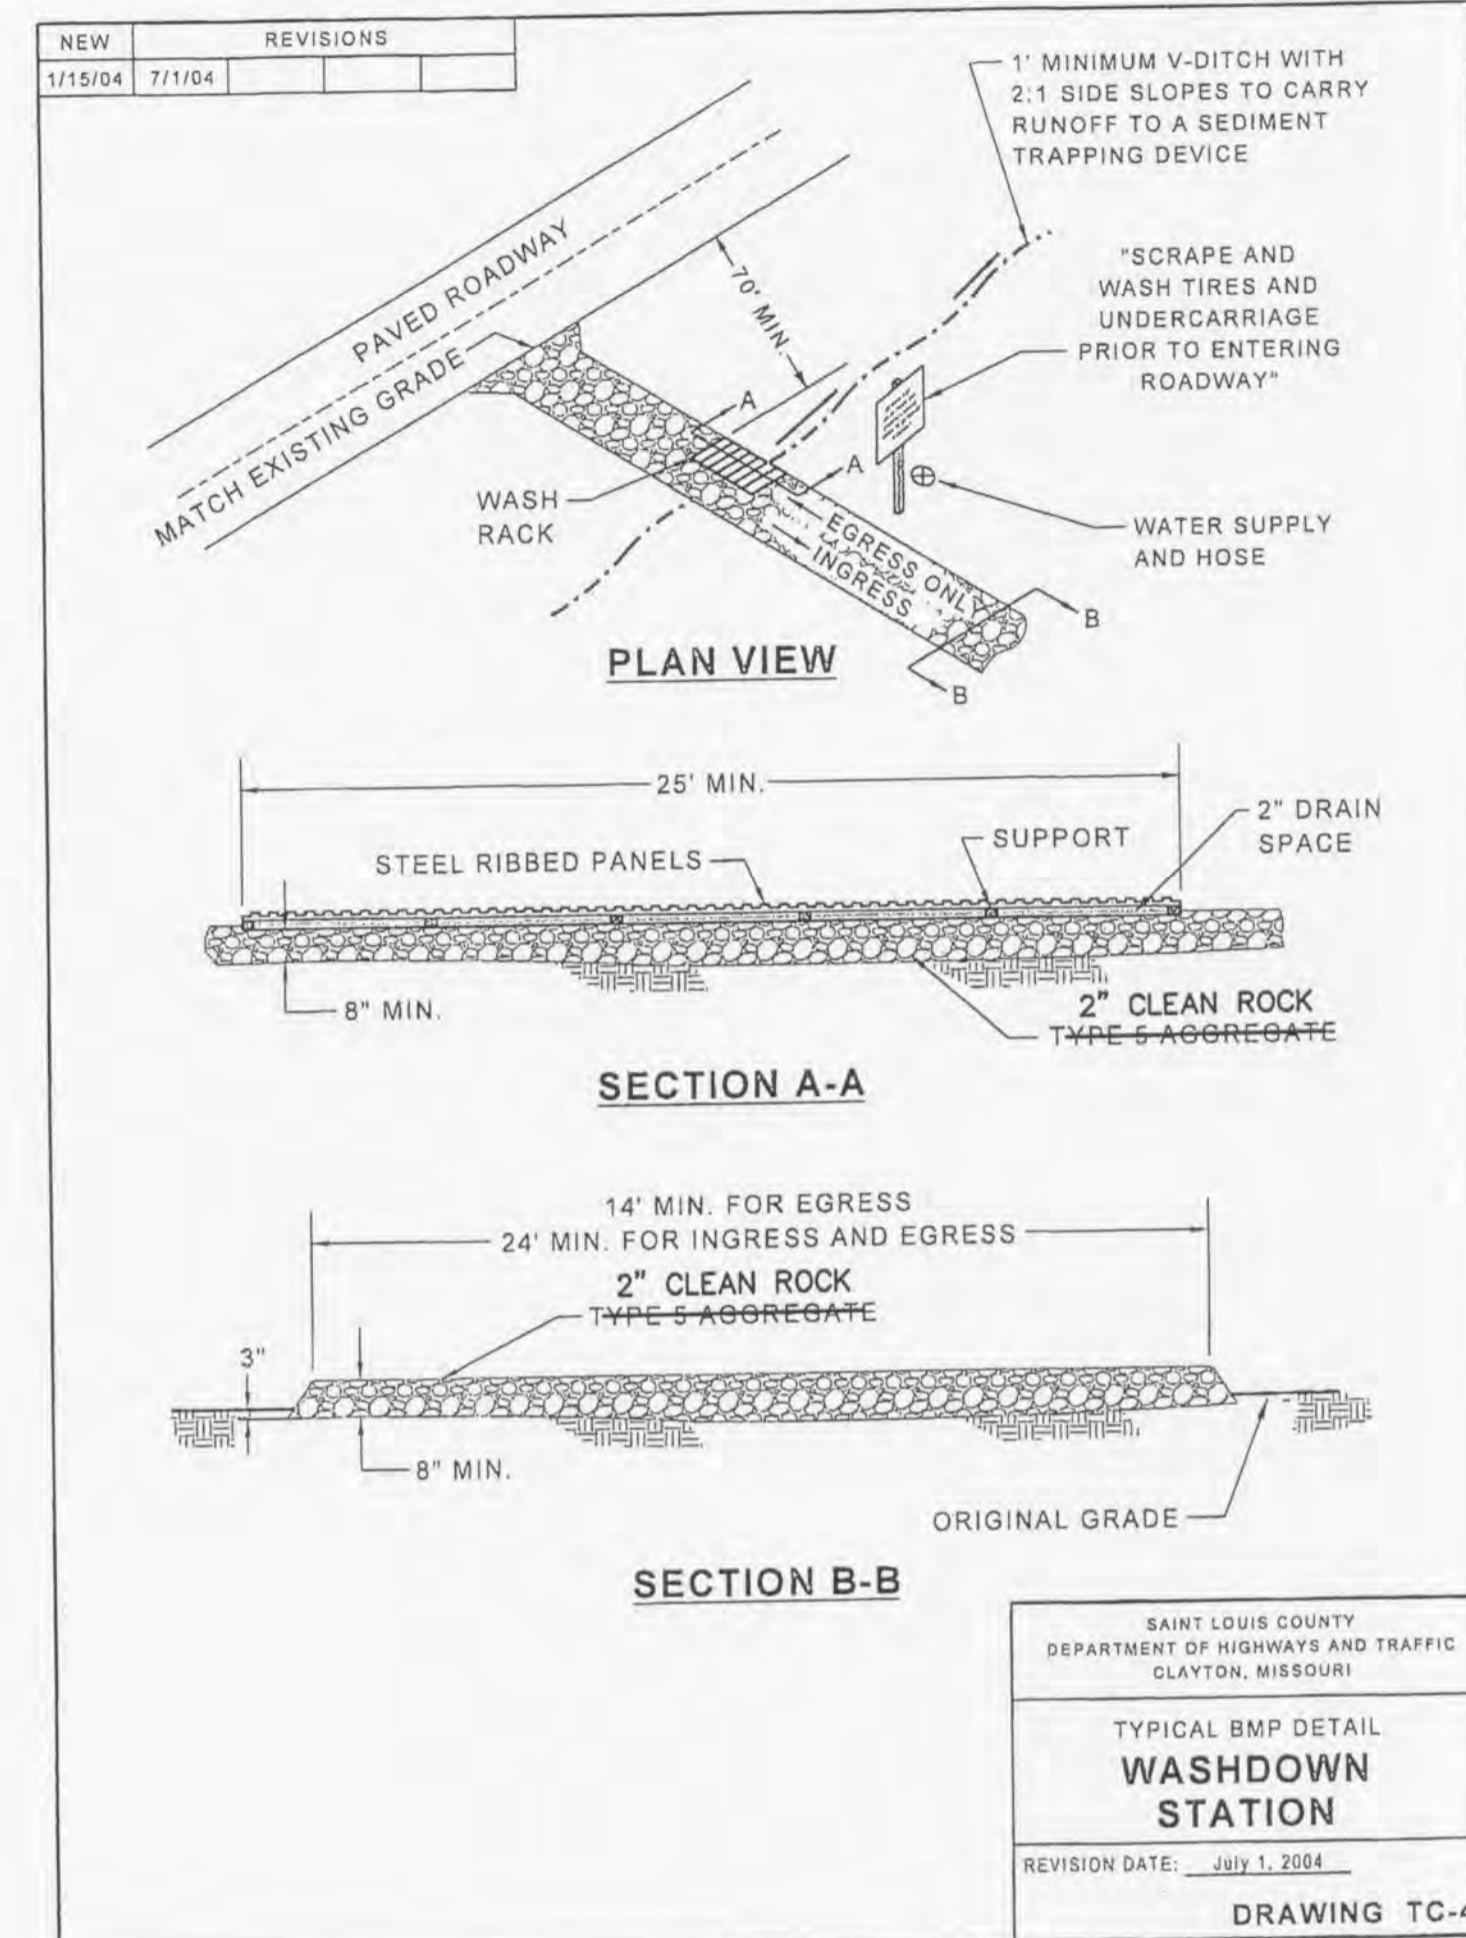 NEW REVISIONS
1/15/04 7/1/04
1' MINIMUM V-DITCH WITH
2:1 SIDE SLOPES TO CARRY
RUNOFF TO A SEDIMENT
TRAPPING DEVICE
PAVED ROADWAY
MATCH EXISTING GRADE
70' MIN.
"SCRAPE AND
WASH TIRES AND
UNDERCARRIAGE
PRIOR TO ENTERING
ROADWAY"
A
A
WASH
RACK
EGRESS ONLY
INGRESS
WATER SUPPLY
AND HOSE
B
B
PLAN VIEW
25' MIN.
2" DRAIN
SPACE
SUPPORT
STEEL RIBBED PANELS
8" MIN.
2" CLEAN ROCK
TYPE 5 AGGREGATE
SECTION A-A
14' MIN. FOR EGRESS
24' MIN. FOR INGRESS AND EGRESS
2" CLEAN ROCK
TYPE 5 AGGREGATE
3"
8" MIN.
ORIGINAL GRADE
SECTION B-B
SAINT LOUIS COUNTY
DEPARTMENT OF HIGHWAYS AND TRAFFIC
CLAYTON, MISSOURI
TYPICAL BMP DETAIL
WASHDOWN
STATION
REVISION DATE: July 1, 2004
DRAWING TC-4